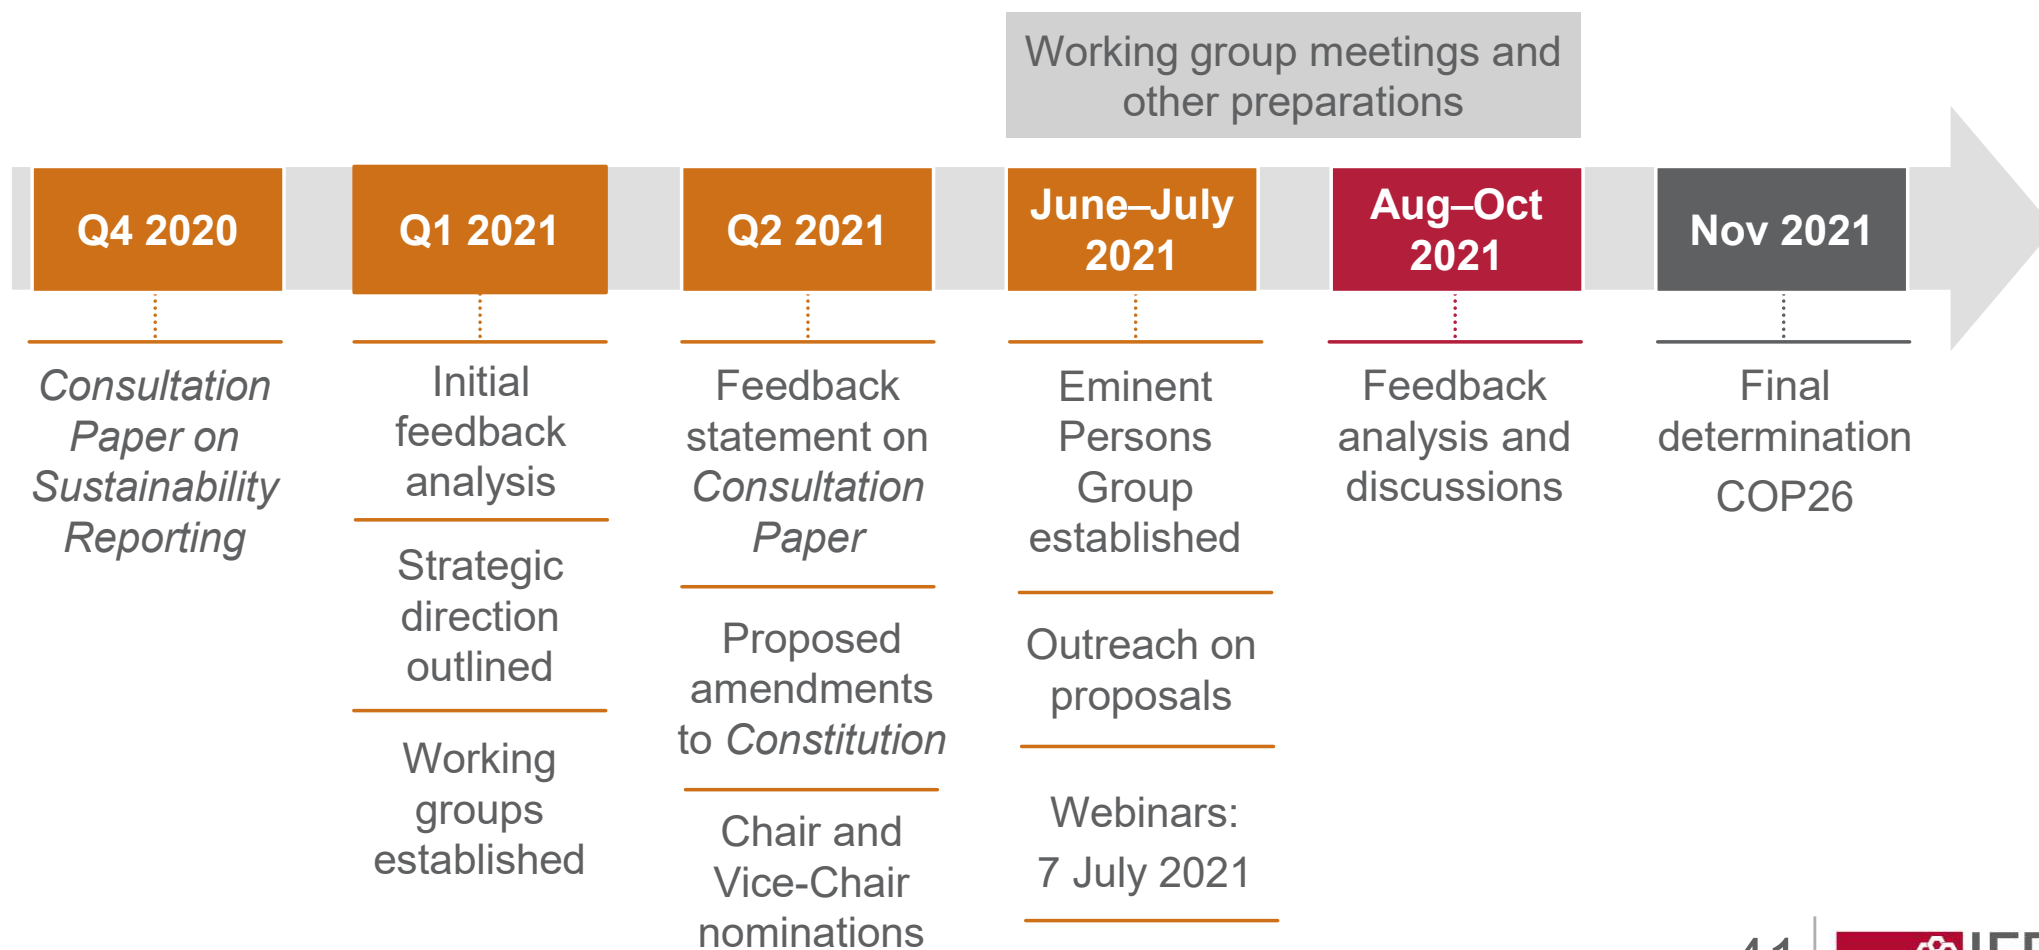 Working group meetings and
other preparations
Q4 2020
Q1 2021
Q2 2021
June–July
2021
Aug–Oct
2021
Nov 2021
Consultation
Paper on
Sustainability
Reporting
Initial
feedback
analysis
Strategic
direction
outlined
Working
groups
established
Feedback
statement on
Consultation
Paper
Proposed
amendments
to Constitution
Chair and
Vice-Chair
nominations
Eminent
Persons
Group
established
Outreach on
proposals
Webinars:
7 July 2021
Feedback
analysis and
discussions
Final
determination
COP26
41